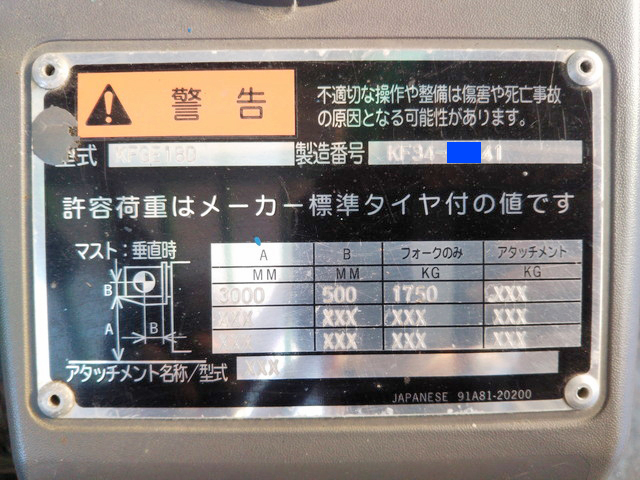 警告
不適切な操作や整備は傷害や死亡事故
の原因となる可能性があります。
型式 製造番号 KF34- 41
許容荷重はメーカー標準タイヤ付の値です
マスト:垂直時
A B フォークのみ アタッチメント
MM MM KG KG
3000 500 1750 XXX
XXX XXX XXX XXX
XXX XXX XXX XXX
B
A
B
アタッチメント名称/型式 XXX
JAPANESE 91A81-20200